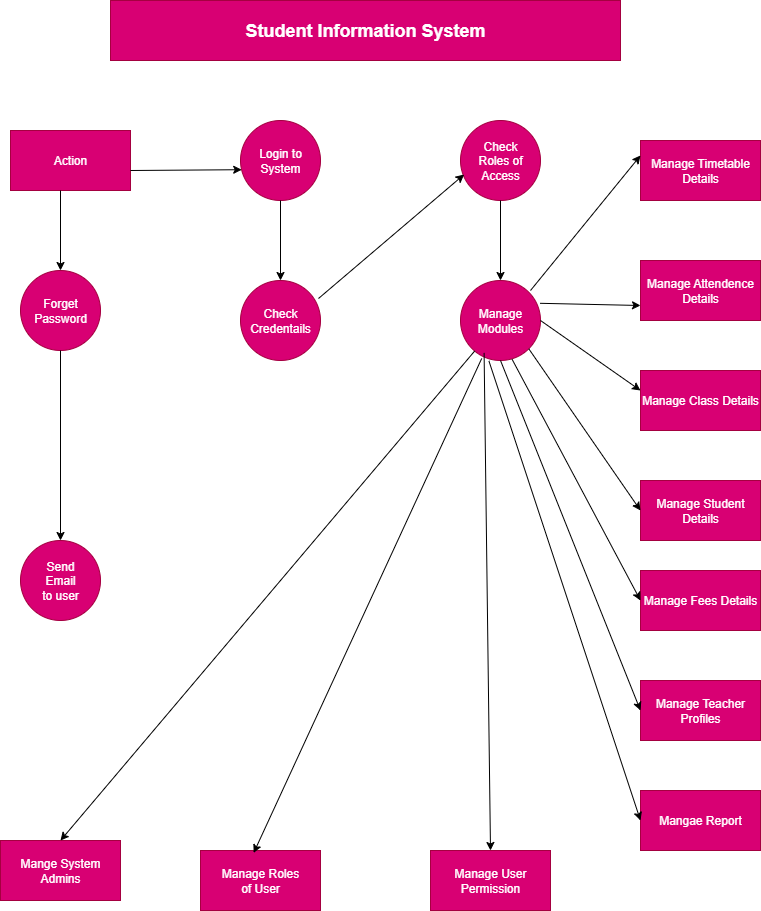 Student Information System
Action
Login to
System
Check
Roles of
Access
Manage Timetable
Details
Forget
Password
Check
Credentails
Manage
Modules
Manage Attendence
Details
Manage Class Details
Manage Student
Details
Send
Email
to user
Manage Fees Details
Manage Teacher
Profiles
Mangae Report
Mange System
Admins
Manage Roles
of User
Manage User
Permission